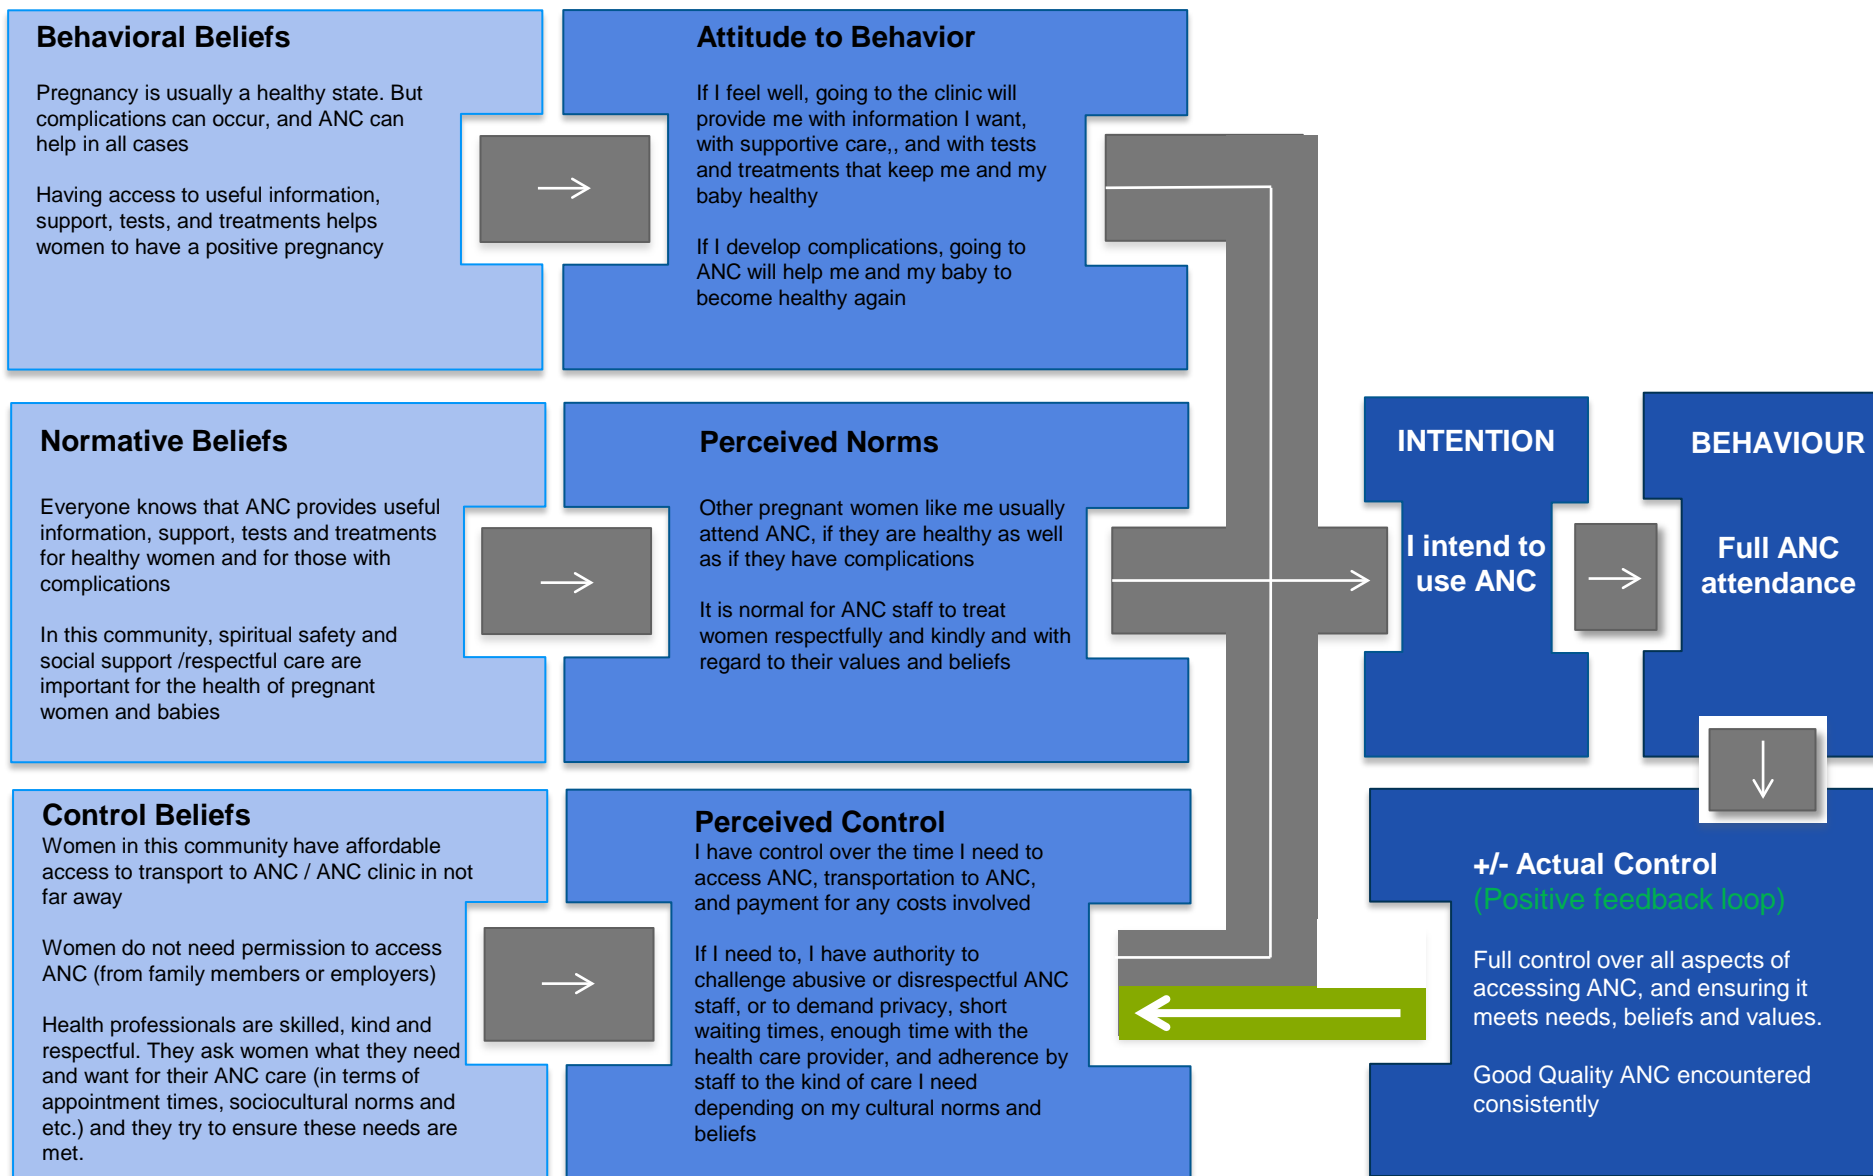 Behavioral Beliefs
Pregnancy is usually a healthy state. But
complications can occur, and ANC can
help in all cases
Having access to useful information,
support, tests, and treatments helps
women to have a positive pregnancy
Attitude to Behavior
If I feel well, going to the clinic will
provide me with information I want,
with supportive care,, and with tests
and treatments that keep me and my
baby healthy
If I develop complications, going to
ANC will help me and my baby to
become healthy again
Normative Beliefs
Everyone knows that ANC provides useful
information, support, tests and treatments
for healthy women and for those with
complications
In this community, spiritual safety and
social support /respectful care are
important for the health of pregnant
women and babies
Perceived Norms
Other pregnant women like me usually
attend ANC, if they are healthy as well
as if they have complications
It is normal for ANC staff to treat
women respectfully and kindly and with
regard to their values and beliefs
INTENTION
I intend to
use ANC
BEHAVIOUR
Full ANC
attendance
Control Beliefs
Women in this community have affordable
access to transport to ANC / ANC clinic in not
far away
Women do not need permission to access
ANC (from family members or employers)
Health professionals are skilled, kind and
respectful. They ask women what they need
and want for their ANC care (in terms of
appointment times, sociocultural norms and
etc.) and they try to ensure these needs are
met.
Perceived Control
I have control over the time I need to
access ANC, transportation to ANC,
and payment for any costs involved
If I need to, I have authority to
challenge abusive or disrespectful ANC
staff, or to demand privacy, short
waiting times, enough time with the
health care provider, and adherence by
staff to the kind of care I need
depending on my cultural norms and
beliefs
+/- Actual Control
(Positive feedback loop)
Full control over all aspects of
accessing ANC, and ensuring it
meets needs, beliefs and values.
Good Quality ANC encountered
consistently